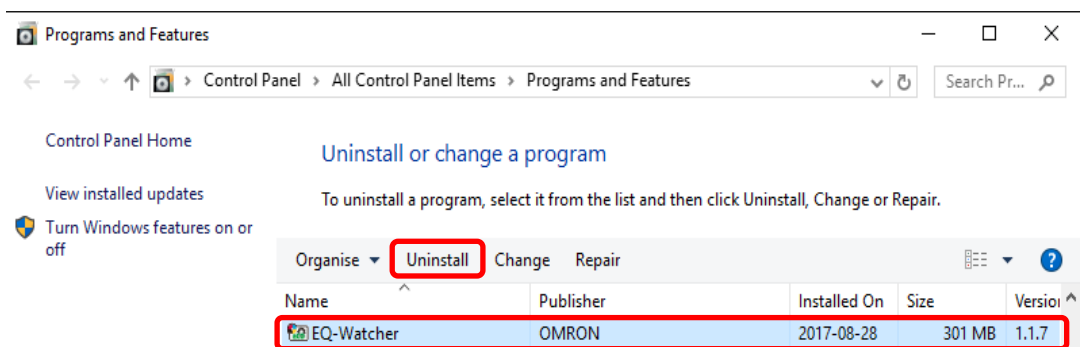 Programs and Features
Control Panel > All Control Panel Items > Programs and Features
Search Pr...
Control Panel Home
View installed updates
Turn Windows features on or
off
Uninstall or change a program
To uninstall a program, select it from the list and then click Uninstall, Change or Repair.
Organise Uninstall Change Repair
Name Publisher Installed On Size Version
EQ-Watcher OMRON 2017-08-28 301 MB 1.1.7